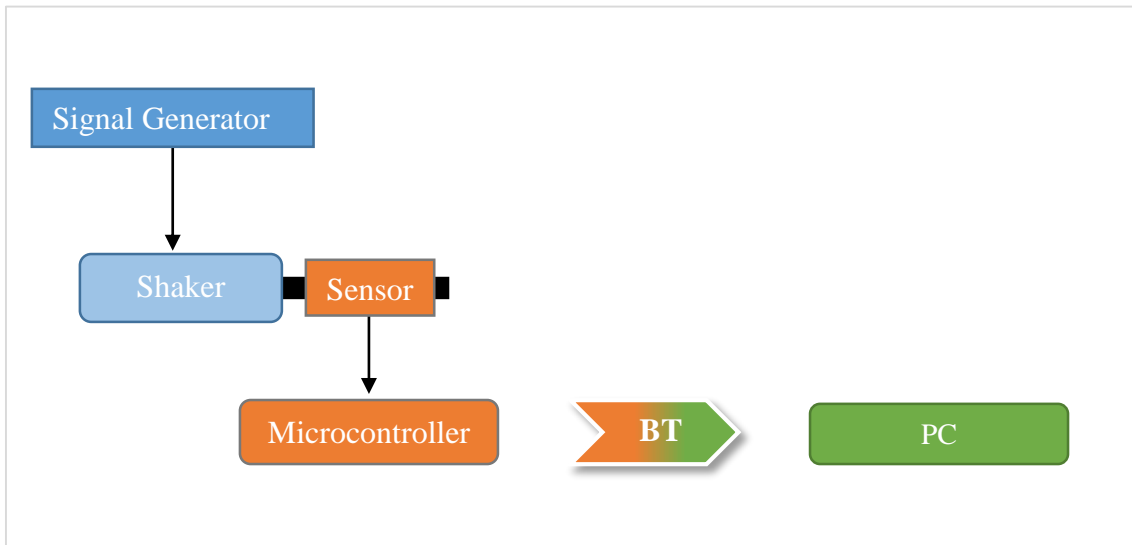 Signal Generator
Shaker
Sensor
Microcontroller
BT
PC